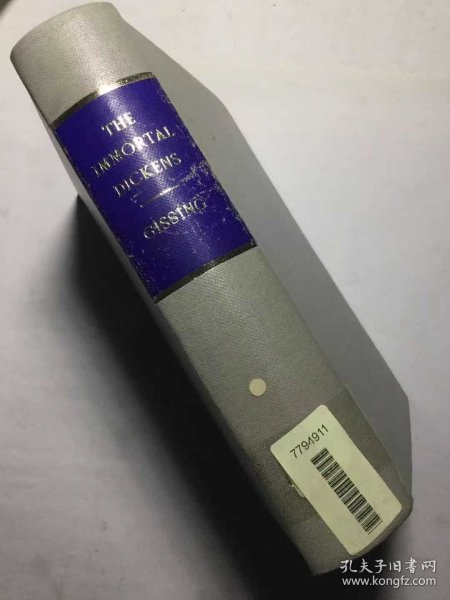 THE
IMMORTAL
DICKENS
GISSING
7794911
孔夫子旧书网
www.kongfz.com